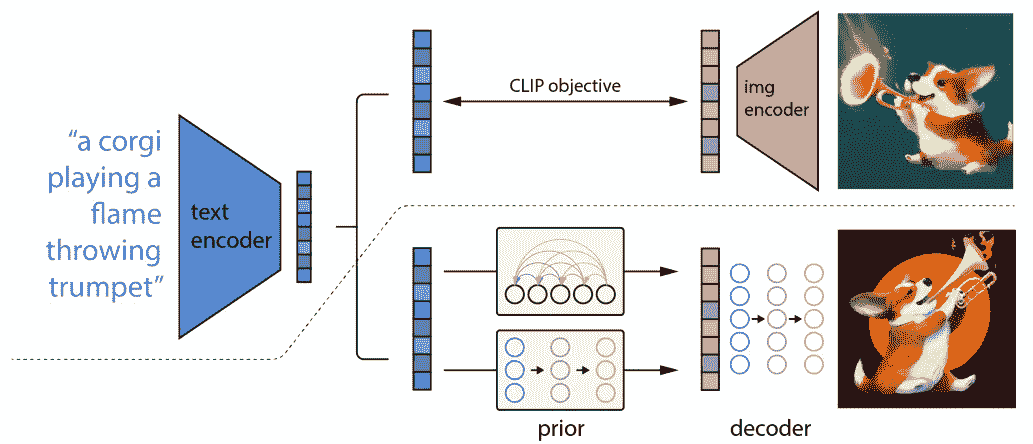 “a corgi
playing a
flame
throwing
trumpet”
text
encoder
CLIP objective
img
encoder
prior
decoder